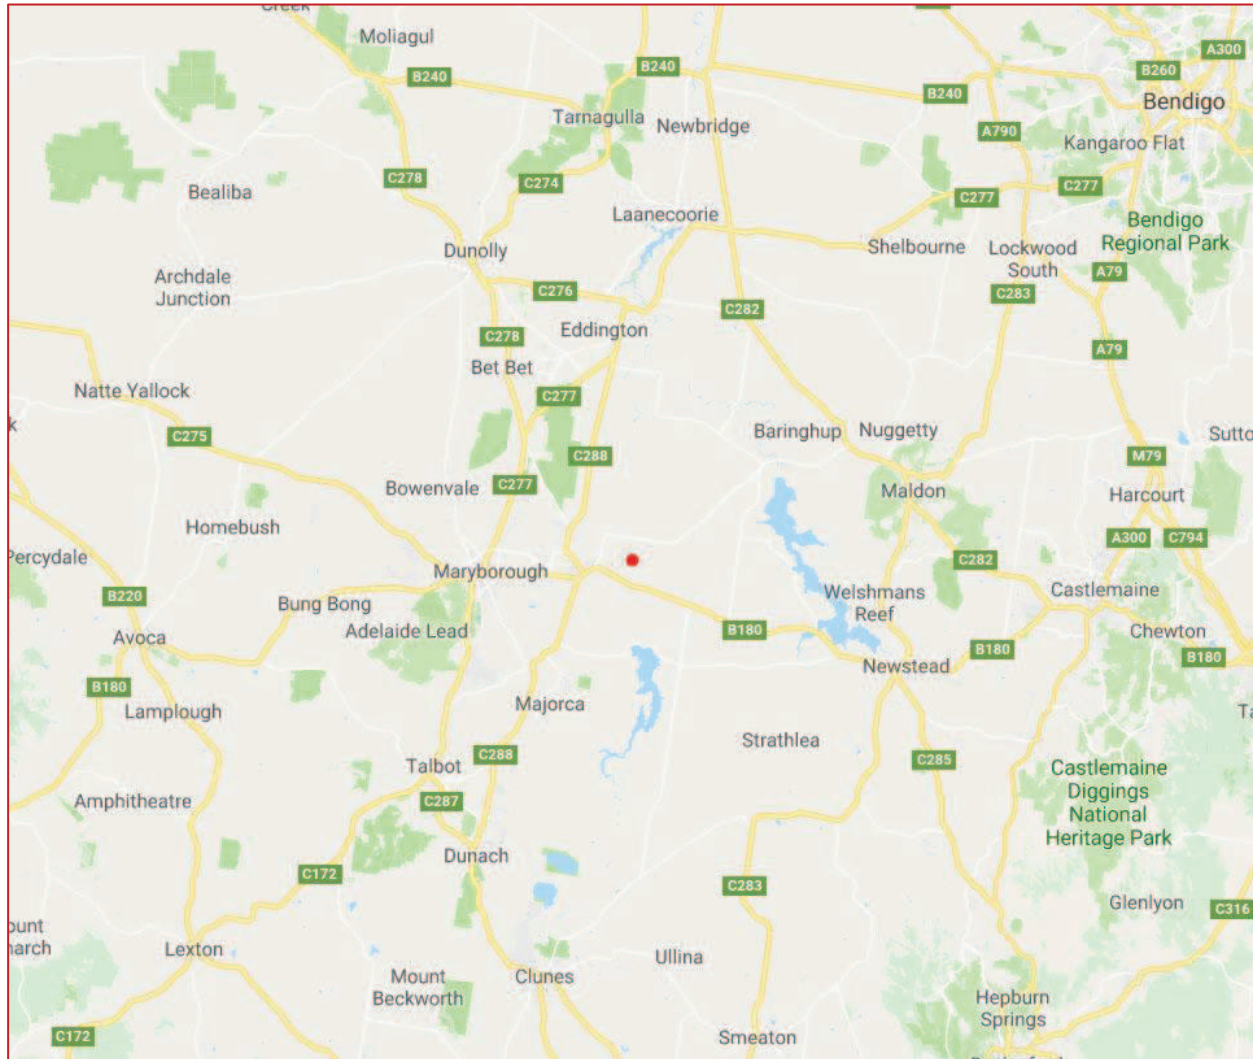 Creek
Moliagul
B240
B240
A300
B260
Bendigo
B240
Tarnagulla
Newbridge
A790
Kangaroo Flat
C278
C274
C277
C277
Bealiba
Laanecoorie
Bendigo
Regional Park
Dunolly
Shelbourne
Lockwood
South
Archdale
Junction
A79
C276
C283
C282
Eddington
C278
A79
Bet Bet
Natte Yallock
C277
C275
Baringhup
Nuggetty
Sutto
k
C288
M79
Bowenvale
C277
Maldon
Harcourt
Homebush
A300
C794
Percydale
C282
Maryborough
B220
Bung Bong
Welshmans
Reef
Castlemaine
Adelaide Lead
B180
Chewton
Avoca
B180
B180
Newstead
B180
Lamplough
Majorca
Ta
Strathlea
C288
C285
Talbot
Castlemaine
Diggings
National
Heritage Park
Amphitheatre
C287
Dunach
C172
C283
Glenlyon
C316
ount
narch
Lexton
Ullina
Mount
Beckworth
Clunes
Hepburn
Springs
C172
Smeaton